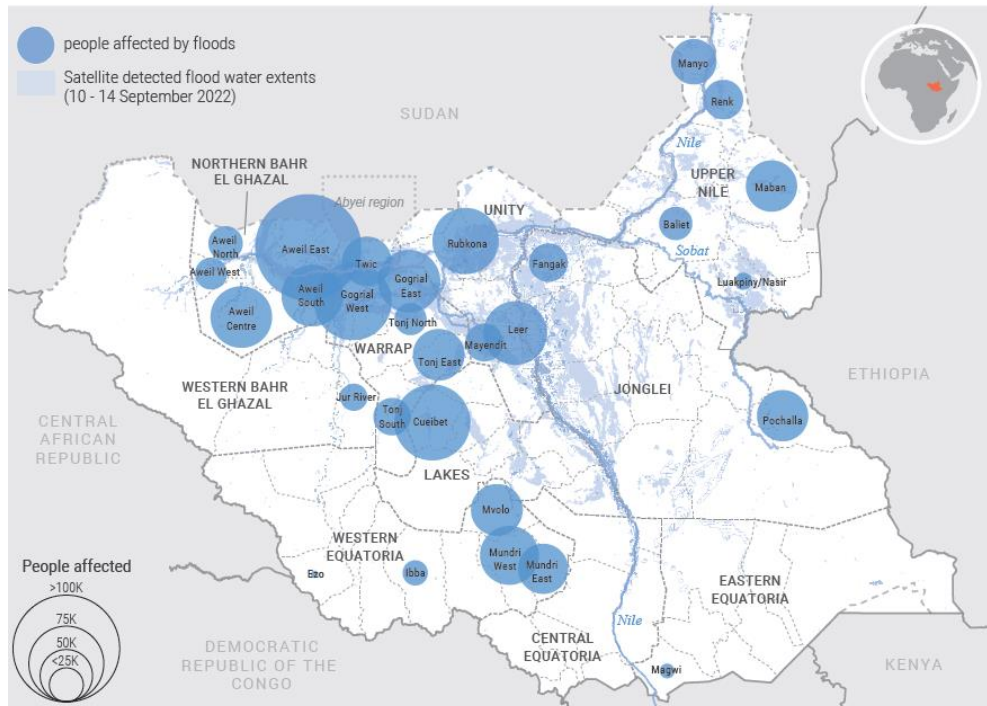 people affected by floods
Satellite detected flood water extents
(10 - 14 September 2022)
SUDAN
Manyo
Renk
Nile
NORTHERN BAHR
EL GHAZAL
Abyei region
UPPER
NILE
Maban
UNITY
Baliet
Sobat
Aweil
North
Aweil East
Rubkona
Twic
Fangak
Aweil West
Aweil
South
Gogrial
West
Gogrial
East
Luakpiny/Nasir
Aweil
Centre
Tonj North
Leer
Mayendit
WARRAP
Tonj East
ETHIOPIA
WESTERN BAHR
EL GHAZAL
JONGLEI
Jur River
Tonj
South
Cueibet
Pochalla
CENTRAL
AFRICAN
REPUBLIC
LAKES
Mvolo
WESTERN
EQUATORIA
Mundri
West
Mundri
East
Ezo
Ibba
EASTERN
EQUATORIA
People affected
>100K
75K
50K
<25K
Nile
CENTRAL
EQUATORIA
DEMOCRATIC
REPUBLIC OF THE
CONGO
Magwi
KENYA